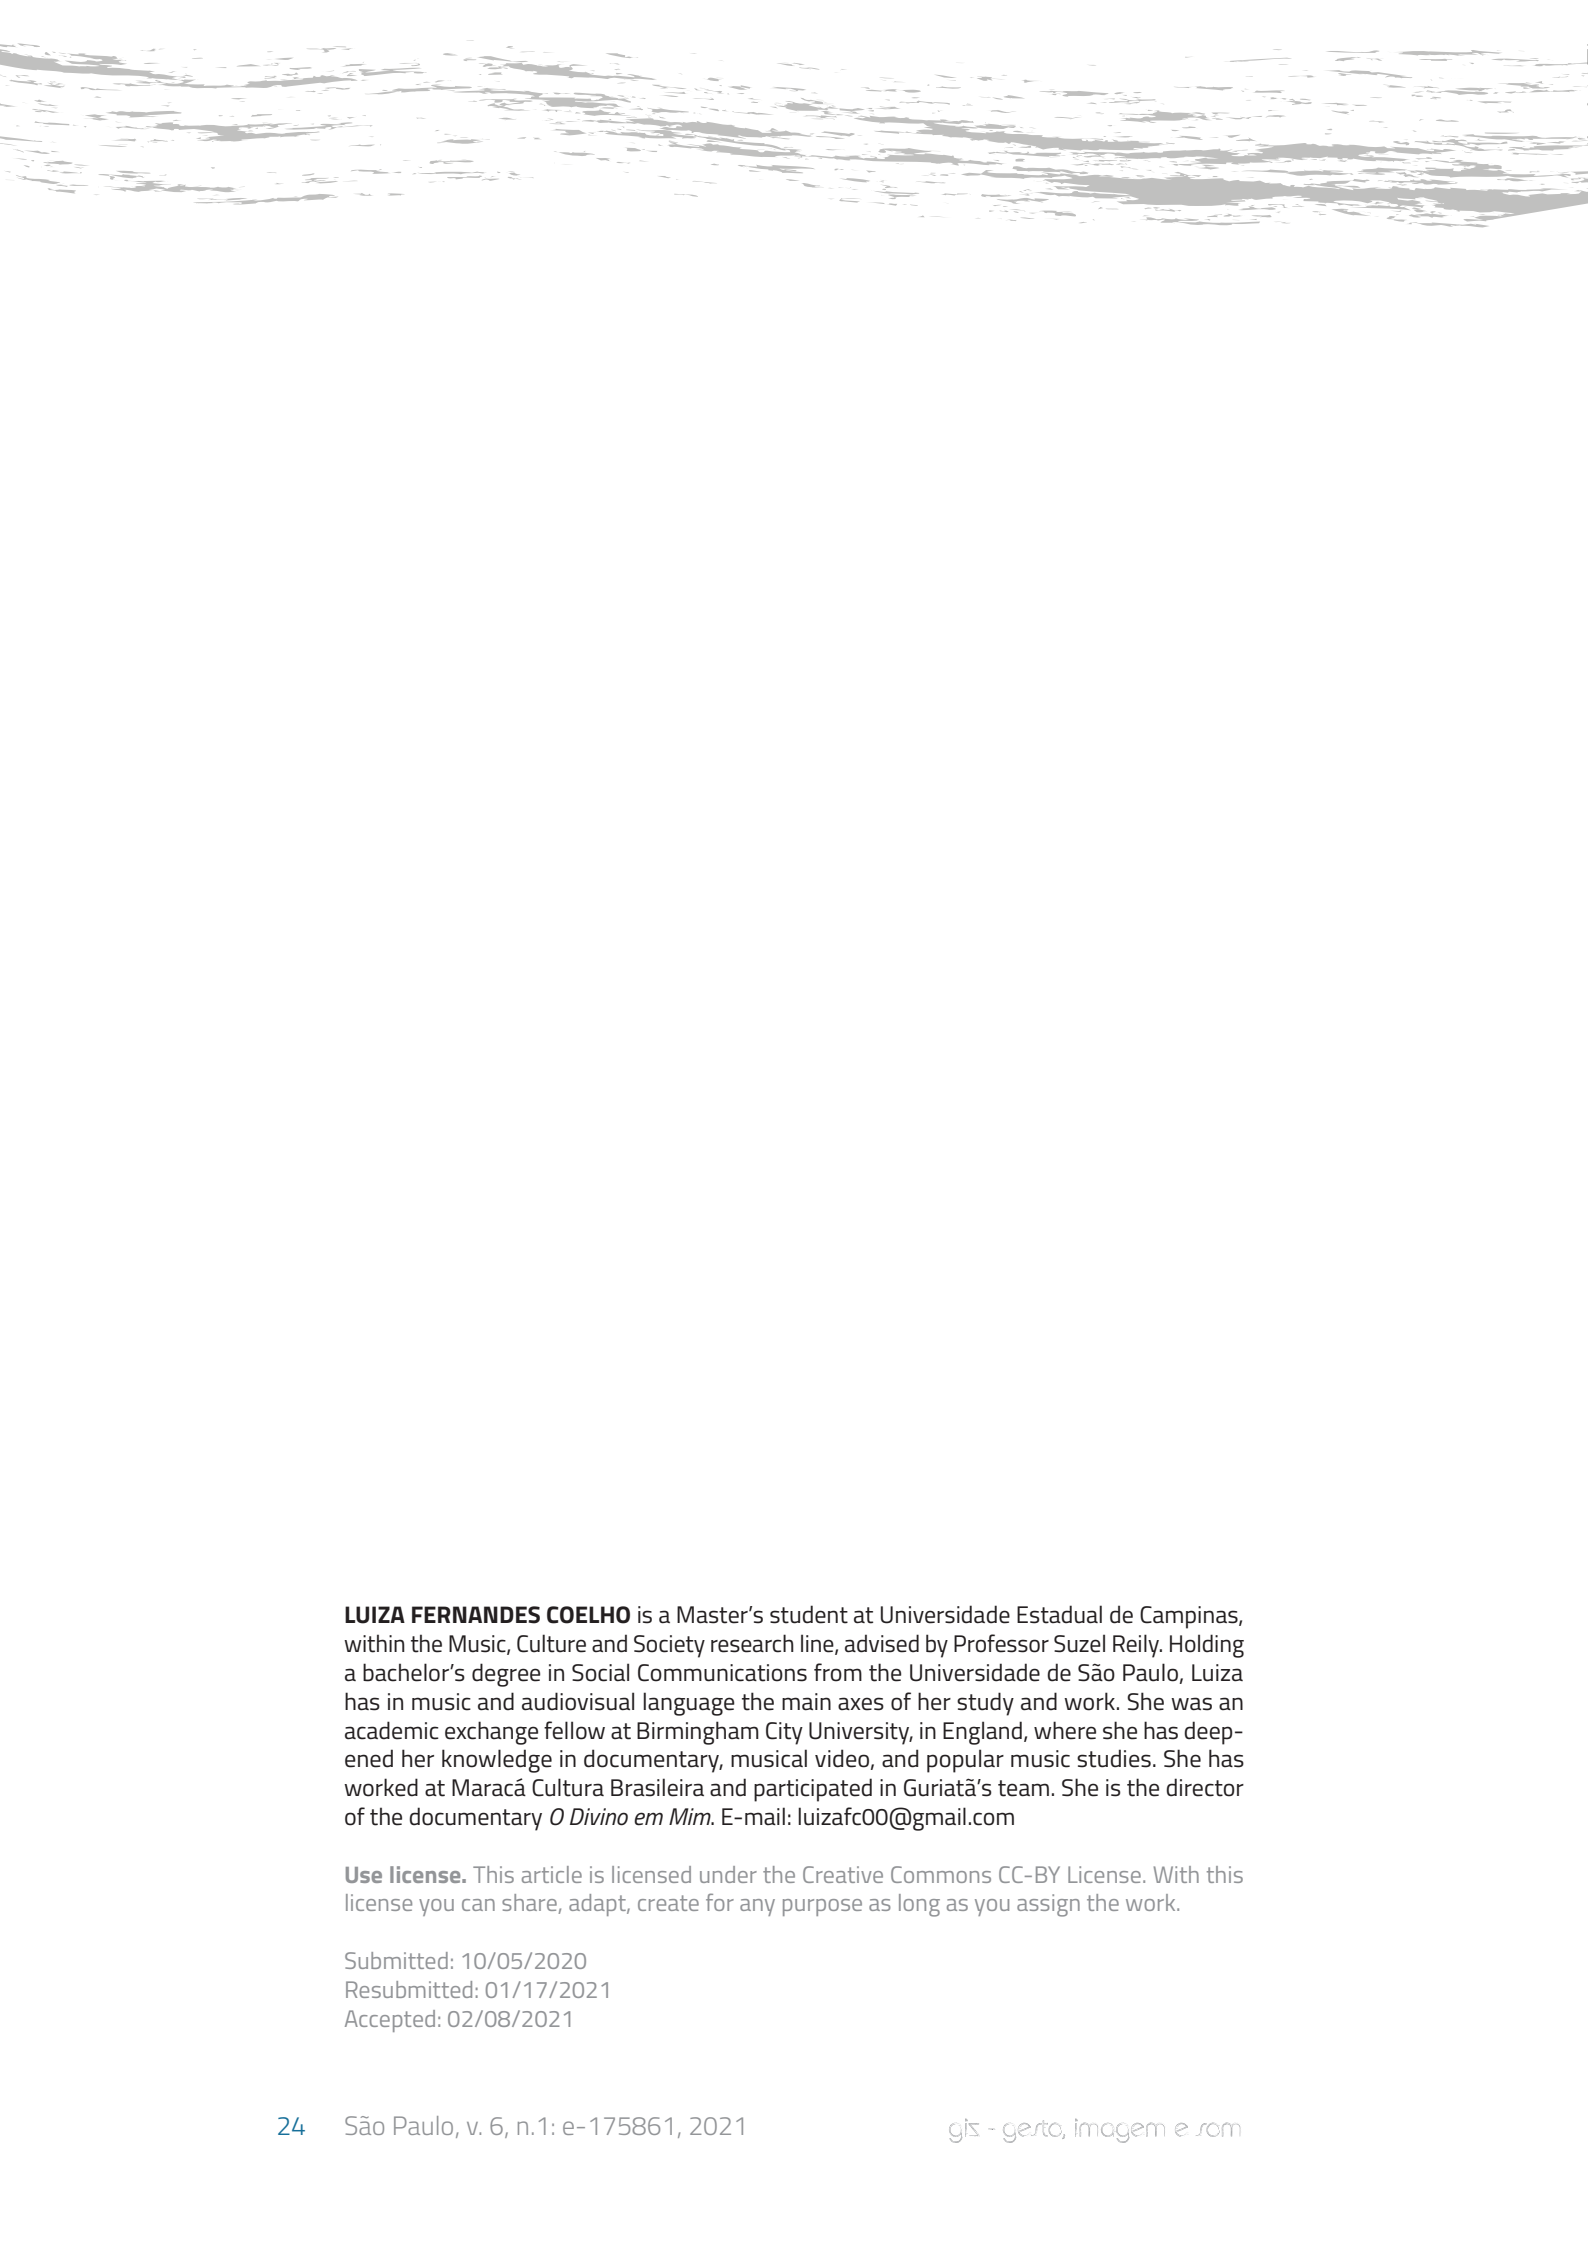 LUIZA FERNANDES COELHO is a Master’s student at Universidade Estadual de Campinas,
within the Music, Culture and Society research line, advised by Professor Suzel Reily. Holding
a bachelor’s degree in Social Communications from the Universidade de São Paulo, Luiza
has in music and audiovisual language the main axes of her study and work. She was an
academic exchange fellow at Birmingham City University, in England, where she has deep-
ened her knowledge in documentary, musical video, and popular music studies. She has
worked at Maracá Cultura Brasileira and participated in Guriatã’s team. She is the director
of the documentary O Divino em Mim. E-mail: luizafc00@gmail.com
Use license. This article is licensed under the Creative Commons CC-BY License. With this
license you can share, adapt, create for any purpose as long as you assign the work.
Submitted: 10/05/2020
Resubmitted: 01/17/2021
Accepted: 02/08/2021
24 São Paulo, v. 6, n.1: e-175861, 2021 giz - gesto, imagem e som